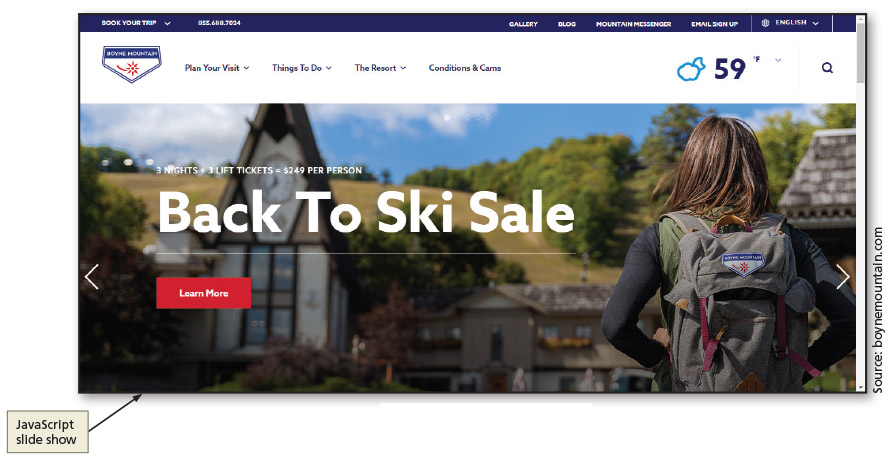 BOOK YOUR TRIP
855.688.7024
GALLERY
BLOG
MOUNTAIN MESSENGER
EMAIL SIGN UP
ENGLISH
BOYNE MOUNTAIN
Plan Your Visit
Things To Do
The Resort
Conditions & Cams
59 °F
3 NIGHTS + 3 LIFT TICKETS = $249 PER PERSON
Back To Ski Sale
Learn More
BOYNE MOUNTAIN
Source: boynemountain.com
JavaScript
slide show